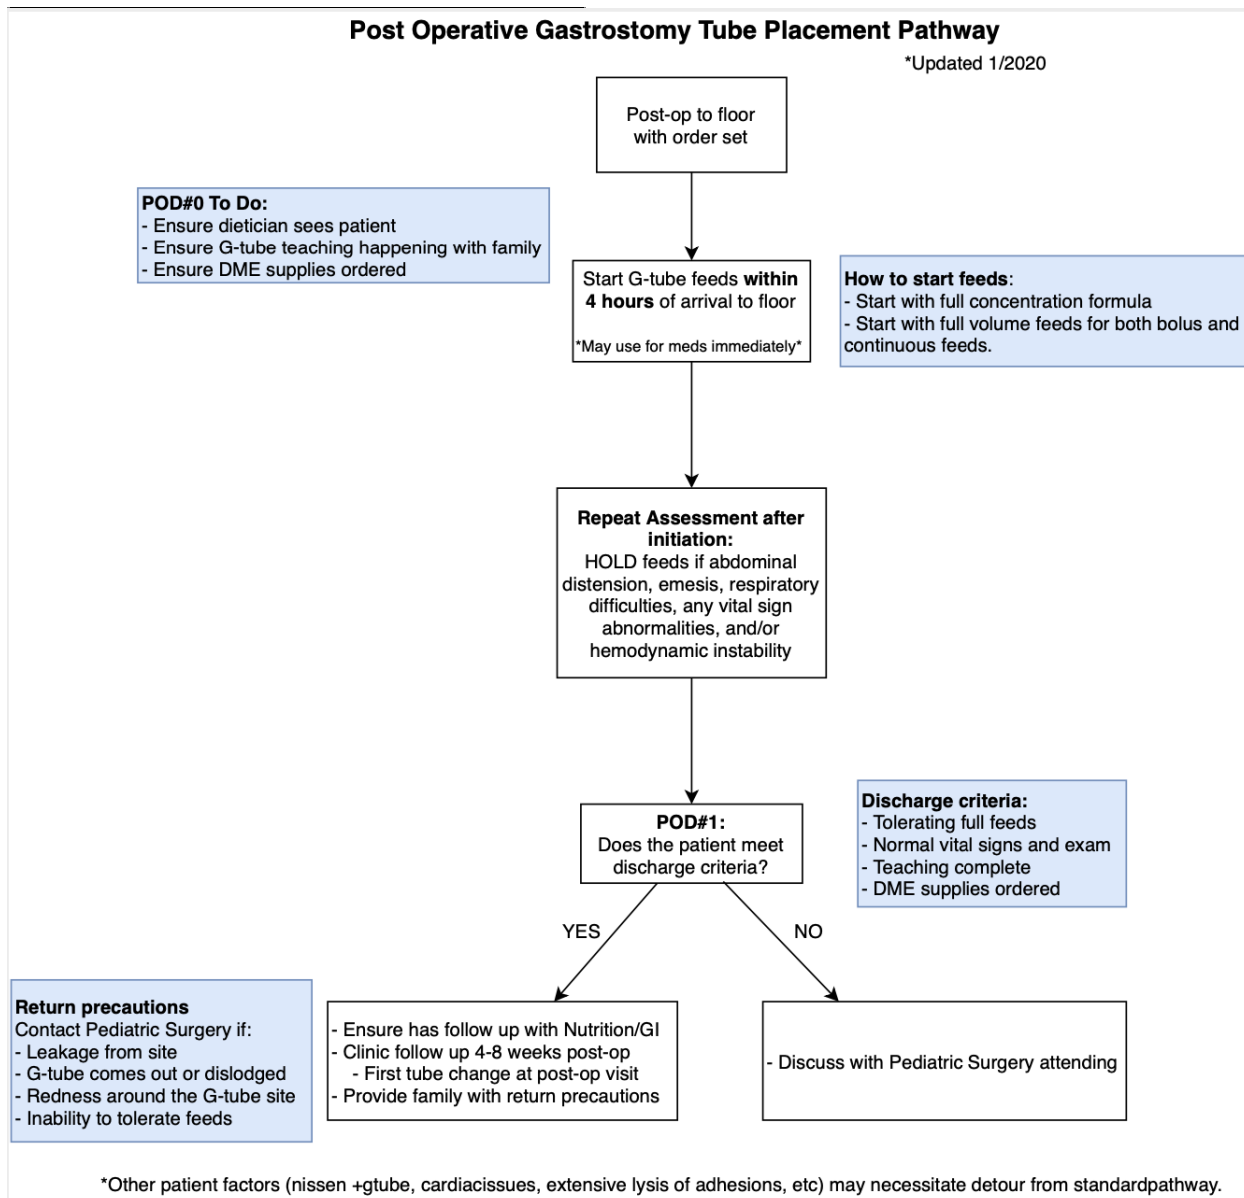 Post Operative Gastrostomy Tube Placement Pathway
*Updated 1/2020
Post-op to floor
with order set
POD#0 To Do:
- Ensure dietician sees patient
- Ensure G-tube teaching happening with family
- Ensure DME supplies ordered
Start G-tube feeds within
4 hours of arrival to floor
*May use for meds immediately*
How to start feeds:
- Start with full concentration formula
- Start with full volume feeds for both bolus and
continuous feeds.
Repeat Assessment after
initiation:
HOLD feeds if abdominal
distension, emesis, respiratory
difficulties, any vital sign
abnormalities, and/or
hemodynamic instability
POD#1:
Does the patient meet
discharge criteria?
Discharge criteria:
- Tolerating full feeds
- Normal vital signs and exam
- Teaching complete
- DME supplies ordered
YES
NO
Return precautions
Contact Pediatric Surgery if:
- Leakage from site
- G-tube comes out or dislodged
- Redness around the G-tube site
- Inability to tolerate feeds
- Ensure has follow up with Nutrition/GI
- Clinic follow up 4-8 weeks post-op
- First tube change at post-op visit
- Provide family with return precautions
- Discuss with Pediatric Surgery attending
*Other patient factors (nissen +gtube, cardiacissues, extensive lysis of adhesions, etc) may necessitate detour from standardpathway.